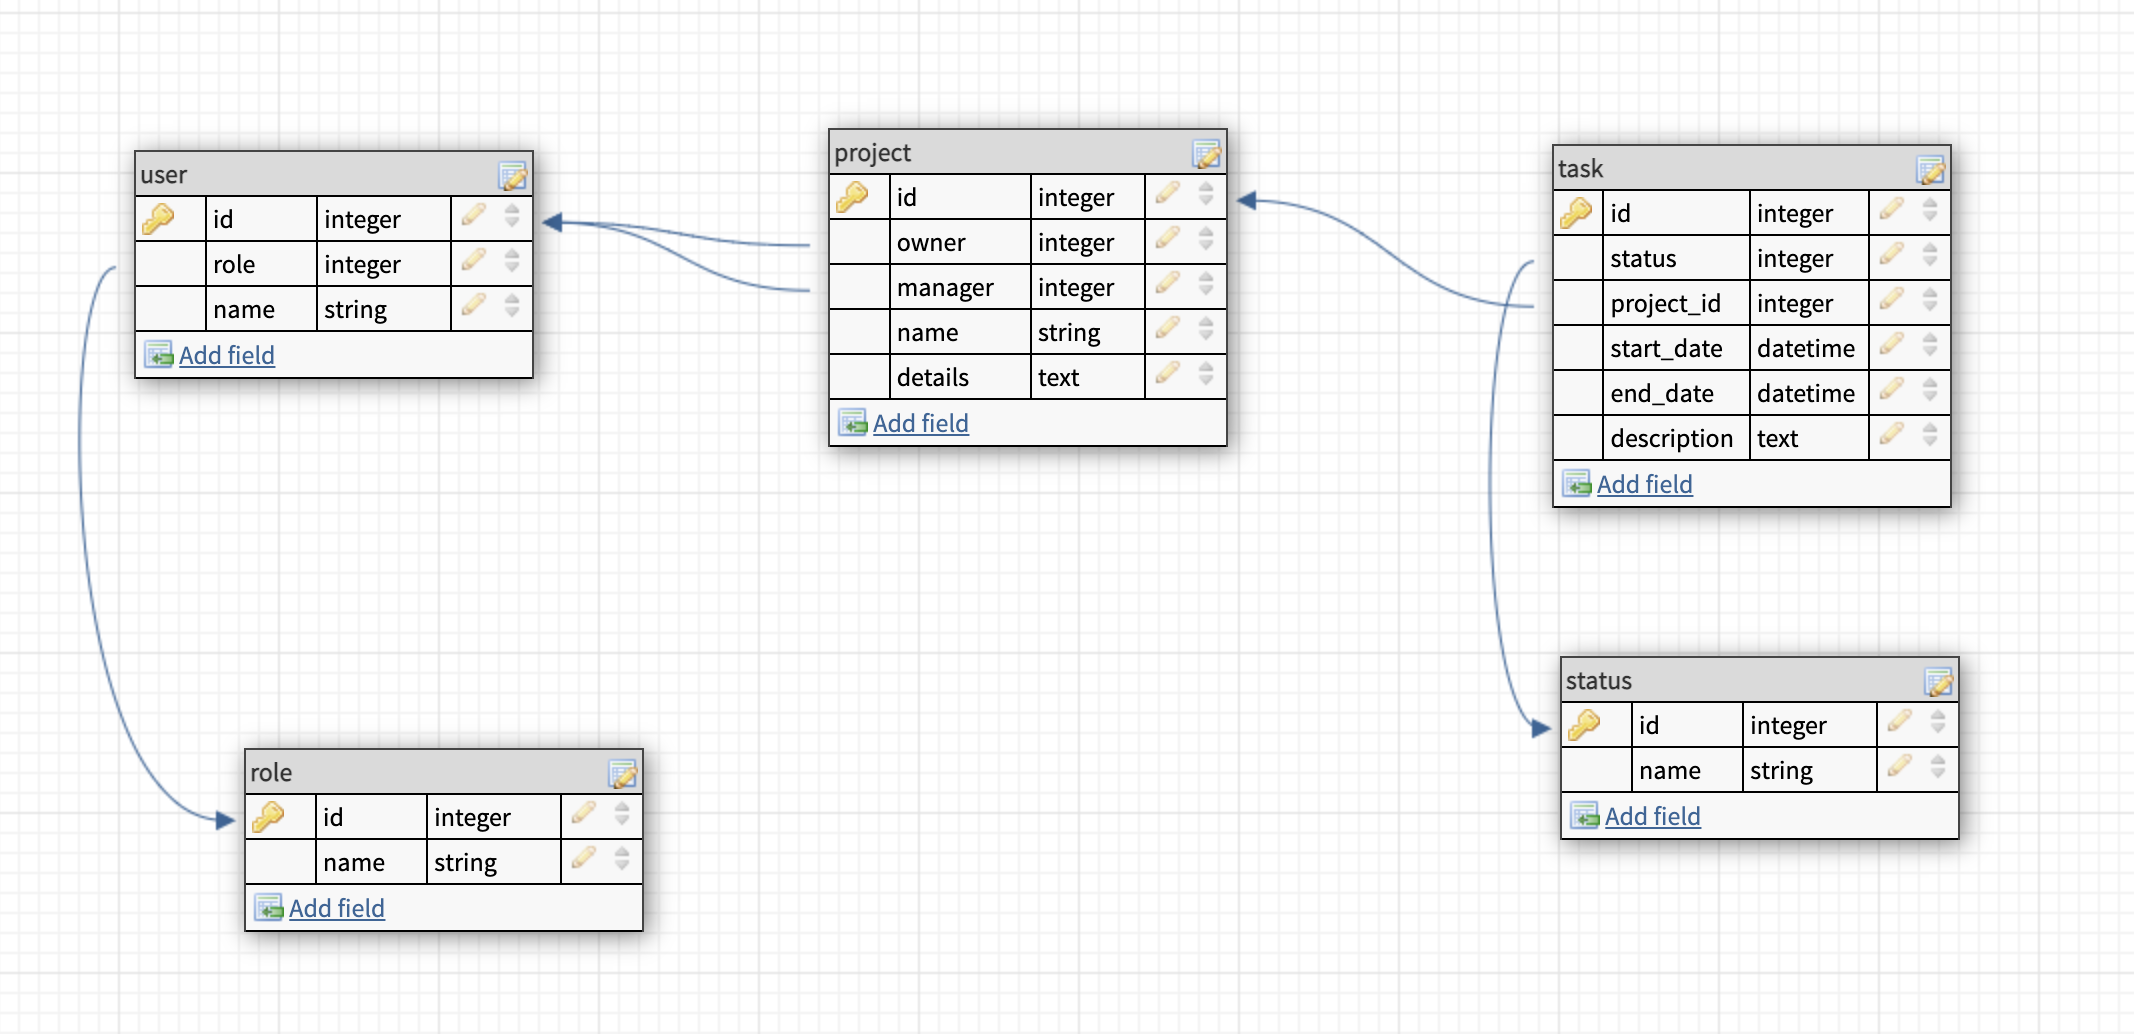 user
id integer
role integer
name string
Add field
project
id integer
owner integer
manager integer
name string
details text
Add field
task
id integer
status integer
project_id integer
start_date datetime
end_date datetime
description text
Add field
role
id integer
name string
Add field
status
id integer
name string
Add field